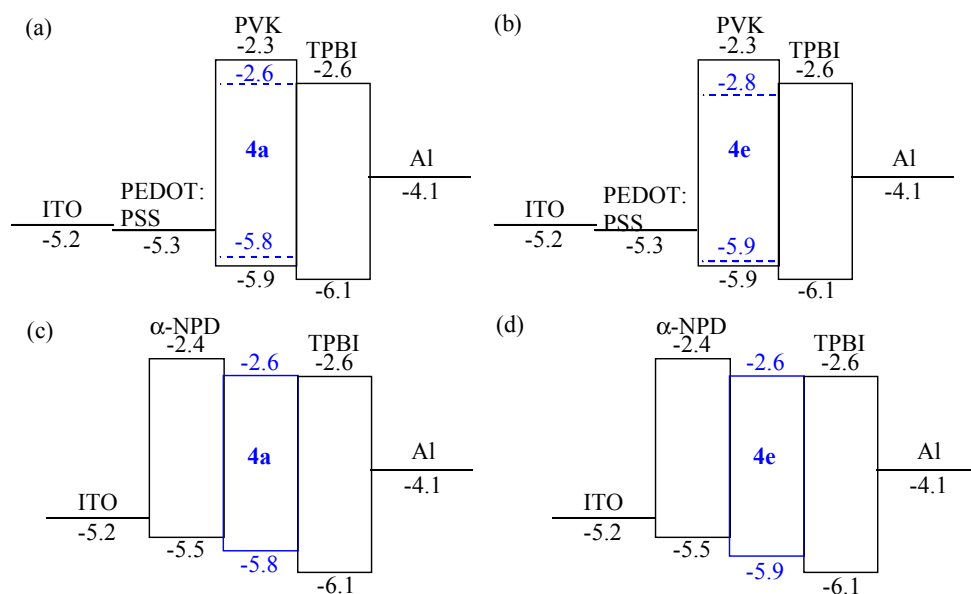 (a)
PVK
-2.3
TPBI
-2.6
-2.6
4a
Al
-4.1
PEDOT:
PSS
ITO
-5.2
-5.3
-5.8
-5.9
-6.1
(b)
PVK
-2.3
TPBI
-2.8
-2.6
4e
Al
-4.1
PEDOT:
PSS
ITO
-5.2
-5.3
-5.9
-5.9
-6.1
(c)
α-NPD
-2.4
TPBI
-2.6
-2.6
4a
Al
-4.1
ITO
-5.2
-5.5
-5.8
-6.1
(d)
α-NPD
-2.4
TPBI
-2.6
-2.6
4e
Al
-4.1
ITO
-5.2
-5.5
-5.9
-6.1